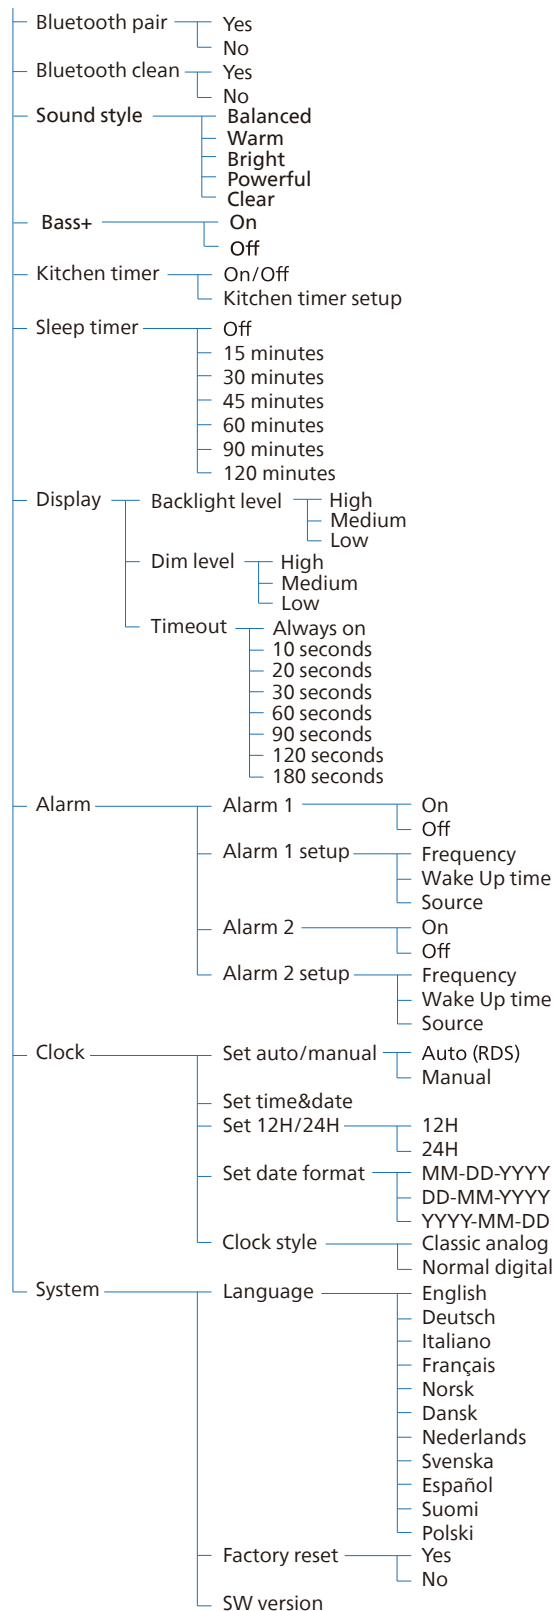 Bluetooth pair Yes
No
Bluetooth clean Yes
No
Sound style Balanced
Warm
Bright
Powerful
Clear
Bass+ On
Off
Kitchen timer On/Off
Kitchen timer setup
Sleep timer Off
15 minutes
30 minutes
45 minutes
60 minutes
90 minutes
120 minutes
Display Backlight level High
Medium
Low
Dim level High
Medium
Low
Timeout Always on
10 seconds
20 seconds
30 seconds
60 seconds
90 seconds
120 seconds
180 seconds
Alarm Alarm 1 On
Off
Alarm 1 setup Frequency
Wake Up time
Source
Alarm 2 On
Off
Alarm 2 setup Frequency
Wake Up time
Source
Clock Set auto/manual Auto (RDS)
Manual
Set time&date
Set 12H/24H 12H
24H
Set date format MM-DD-YYYY
DD-MM-YYYY
YYYY-MM-DD
Clock style Classic analog
Normal digital
System Language English
Deutsch
Italiano
Français
Norsk
Dansk
Nederlands
Svenska
Español
Suomi
Polski
Factory reset Yes
No
SW version